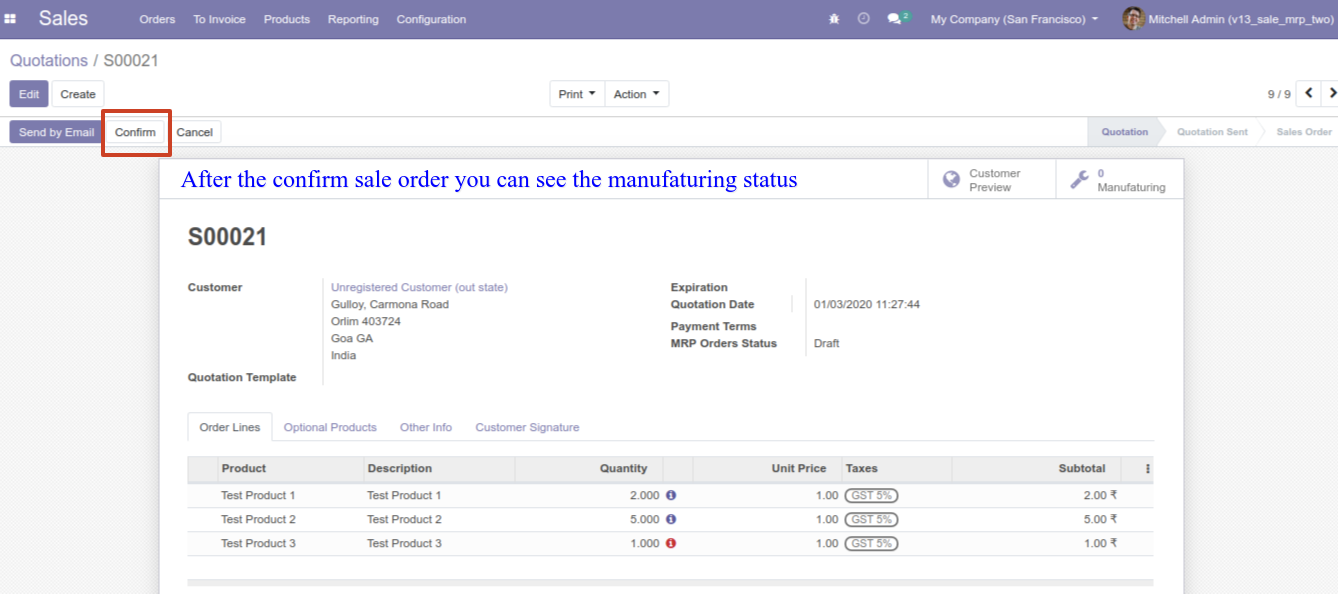 Sales Orders To Invoice Products Reporting Configuration 2 My Company (San Francisco) Mitchell Admin (v13_sale_mrp_two)
Quotations / S00021
Edit Create Print Action 9 / 9
Send by Email Confirm Cancel Quotation Quotation Sent Sales Order
After the confirm sale order you can see the manufaturing status
Customer Preview
0 Manufaturing
S00021
Customer Unregistered Customer (out state)
Gulloy, Carmona Road
Orlim 403724
Goa GA
India
Quotation Template
Expiration
Quotation Date 01/03/2020 11:27:44
Payment Terms
MRP Orders Status Draft
Order Lines Optional Products Other Info Customer Signature
Product Description Quantity Unit Price Taxes Subtotal
Test Product 1 Test Product 1 2.000 1.00 GST 5% 2.00 ₹
Test Product 2 Test Product 2 5.000 1.00 GST 5% 5.00 ₹
Test Product 3 Test Product 3 1.000 1.00 GST 5% 1.00 ₹